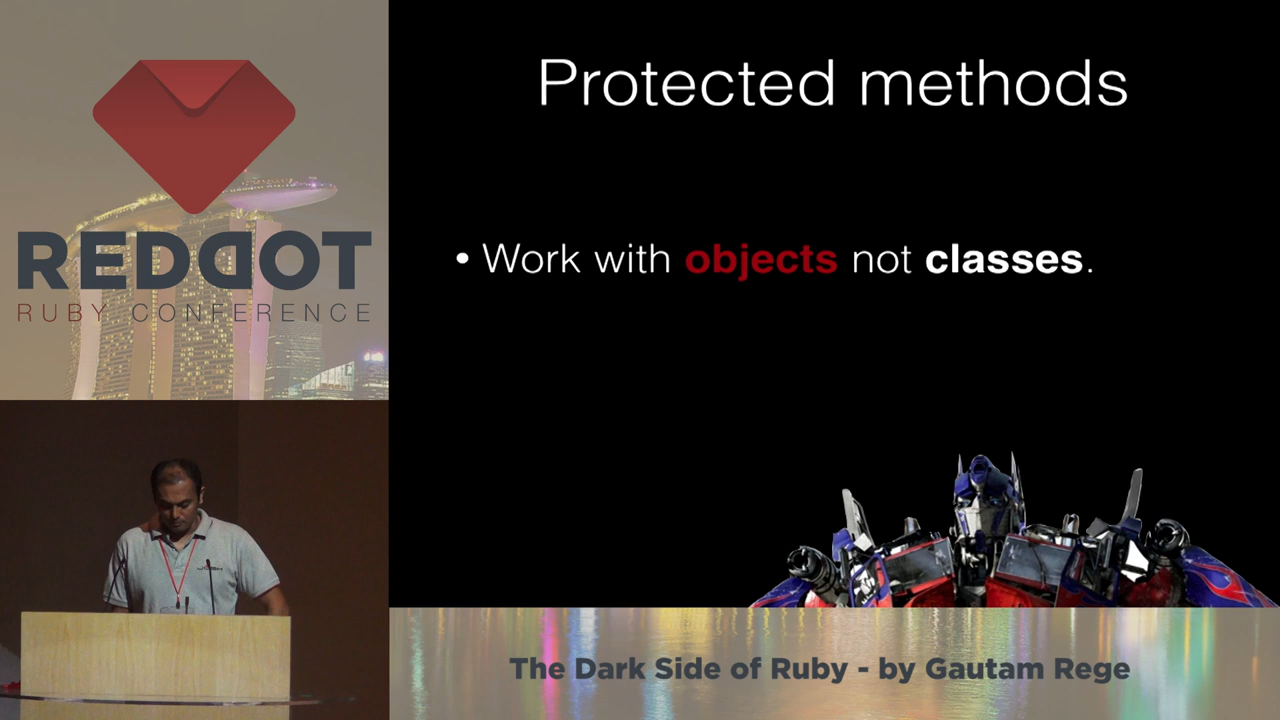 REDDOT
RUBY CONFERENCE
Protected methods
• Work with objects not classes.
The Dark Side of Ruby - by Gautam Rege